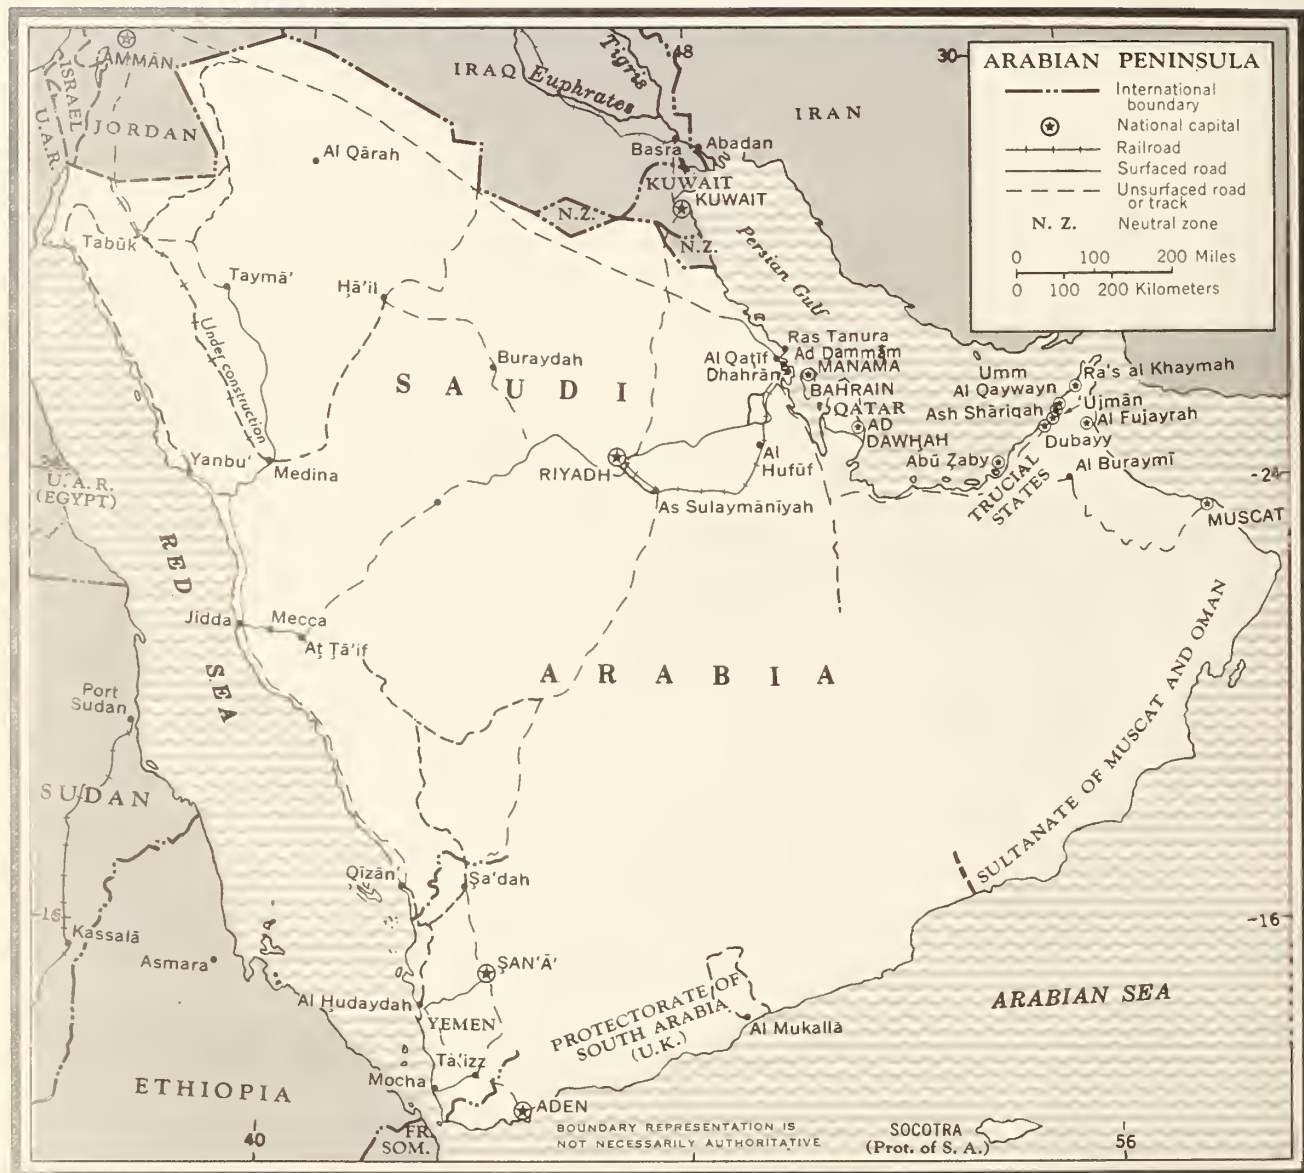 ARABIAN PENINSULA
International
boundary
National capital
Railroad
Surfaced road
Unsurfaced road
or track
N. Z. Neutral zone
0 100 200 Miles
0 100 200 Kilometers
48
30
AMMĀN
ISRAEL
U.A.R.
JORDAN
IRAQ
Euphrates
Tigris
IRAN
Al Qārah
Basra
Abadan
KUWAIT
KUWAIT
N.Z.
N.Z.
Persian Gulf
Tabūk
Taymā'
Ḥā'il
Under construction
Buraydah
Ras Tanura
Al Qaṭīf
Ad Dammām
Dhahrān
MANAMA
BAHRAIN
QATAR
AD
DAWḤAH
Umm
Al Qaywayn
Ra's al Khaymah
Ash Shāriqah
'Ujmān
Al Fujayrah
Dubayy
Abū Ẓaby
Al Buraymī
TRUCIAL
STATES
SAUDI
Yanbu'
Medina
RIYADH
Al
Hufūf
As Sulaymānīyah
24
MUSCAT
U.A.R.
(EGYPT)
RED
SEA
Jidda
Mecca
Aṭ Ṭā'if
ARABIA
SULTANATE OF MUSCAT AND OMAN
Port
Sudan
SUDAN
Qīzān
Ṣa'dah
16
16
Kassalā
Asmara
ṢAN'Ā'
Al Ḥudaydah
YEMEN
PROTECTORATE OF
SOUTH ARABIA
(U.K.)
Al Mukallā
ARABIAN SEA
Ta'izz
Mocha
ETHIOPIA
ADEN
BOUNDARY REPRESENTATION IS
NOT NECESSARILY AUTHORITATIVE
SOCOTRA
(Prot. of S. A.)
FR.
SOM.
40
56